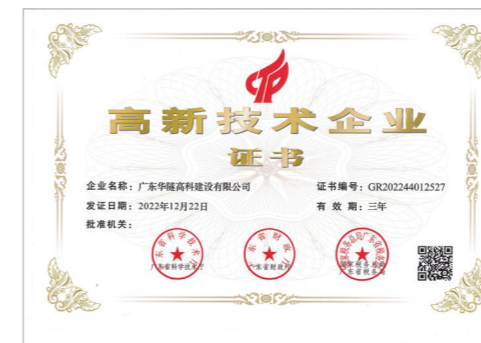 高新技术企业
证书
企业名称：广东华隧高科建设有限公司
证书编号：GR202244012527
发证日期：2022年12月22日
有 效 期：三年
批准机关：
广东省科学技术厅
广东省财政厅
国家税务总局
广东省税务局